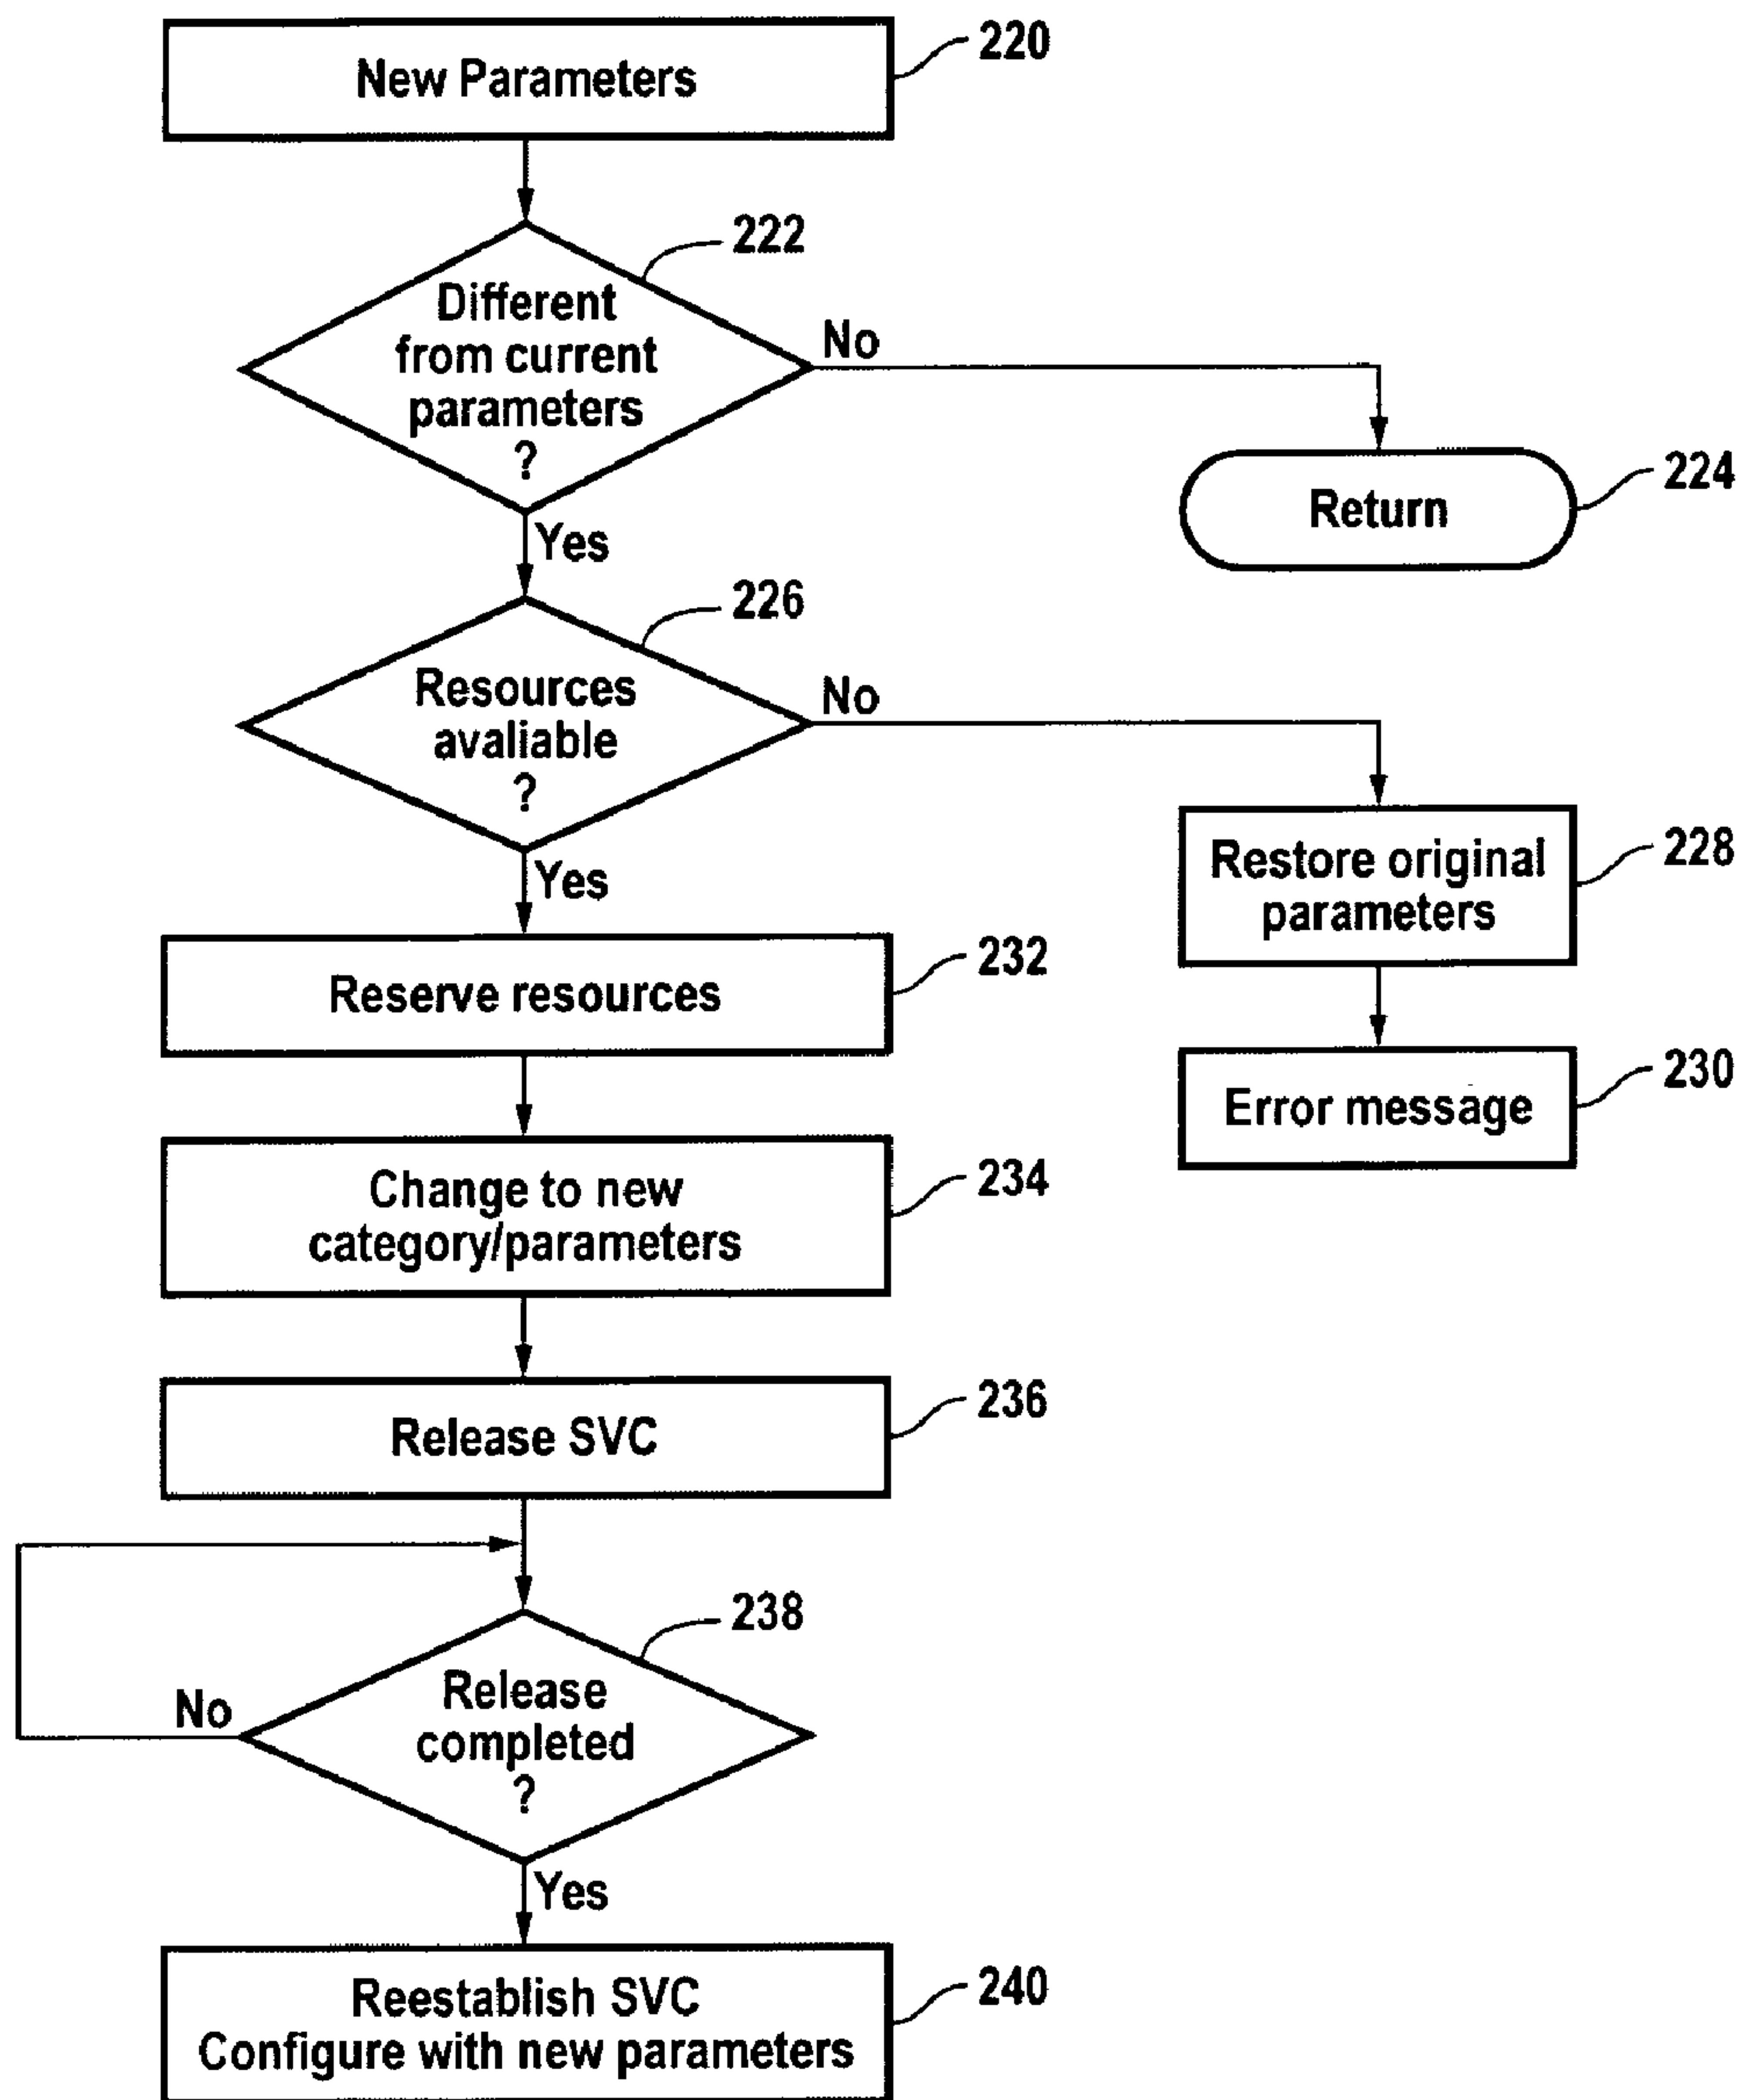 New Parameters
220
222
Different
from current
parameters
?
No
Return
224
Yes
226
Resources
avaliable
?
No
Restore original
parameters
228
Yes
Reserve resources
232
Error message
230
Change to new
category/parameters
234
Release SVC
236
238
Release
completed
?
No
Yes
Reestablish SVC
Configure with new parameters
240